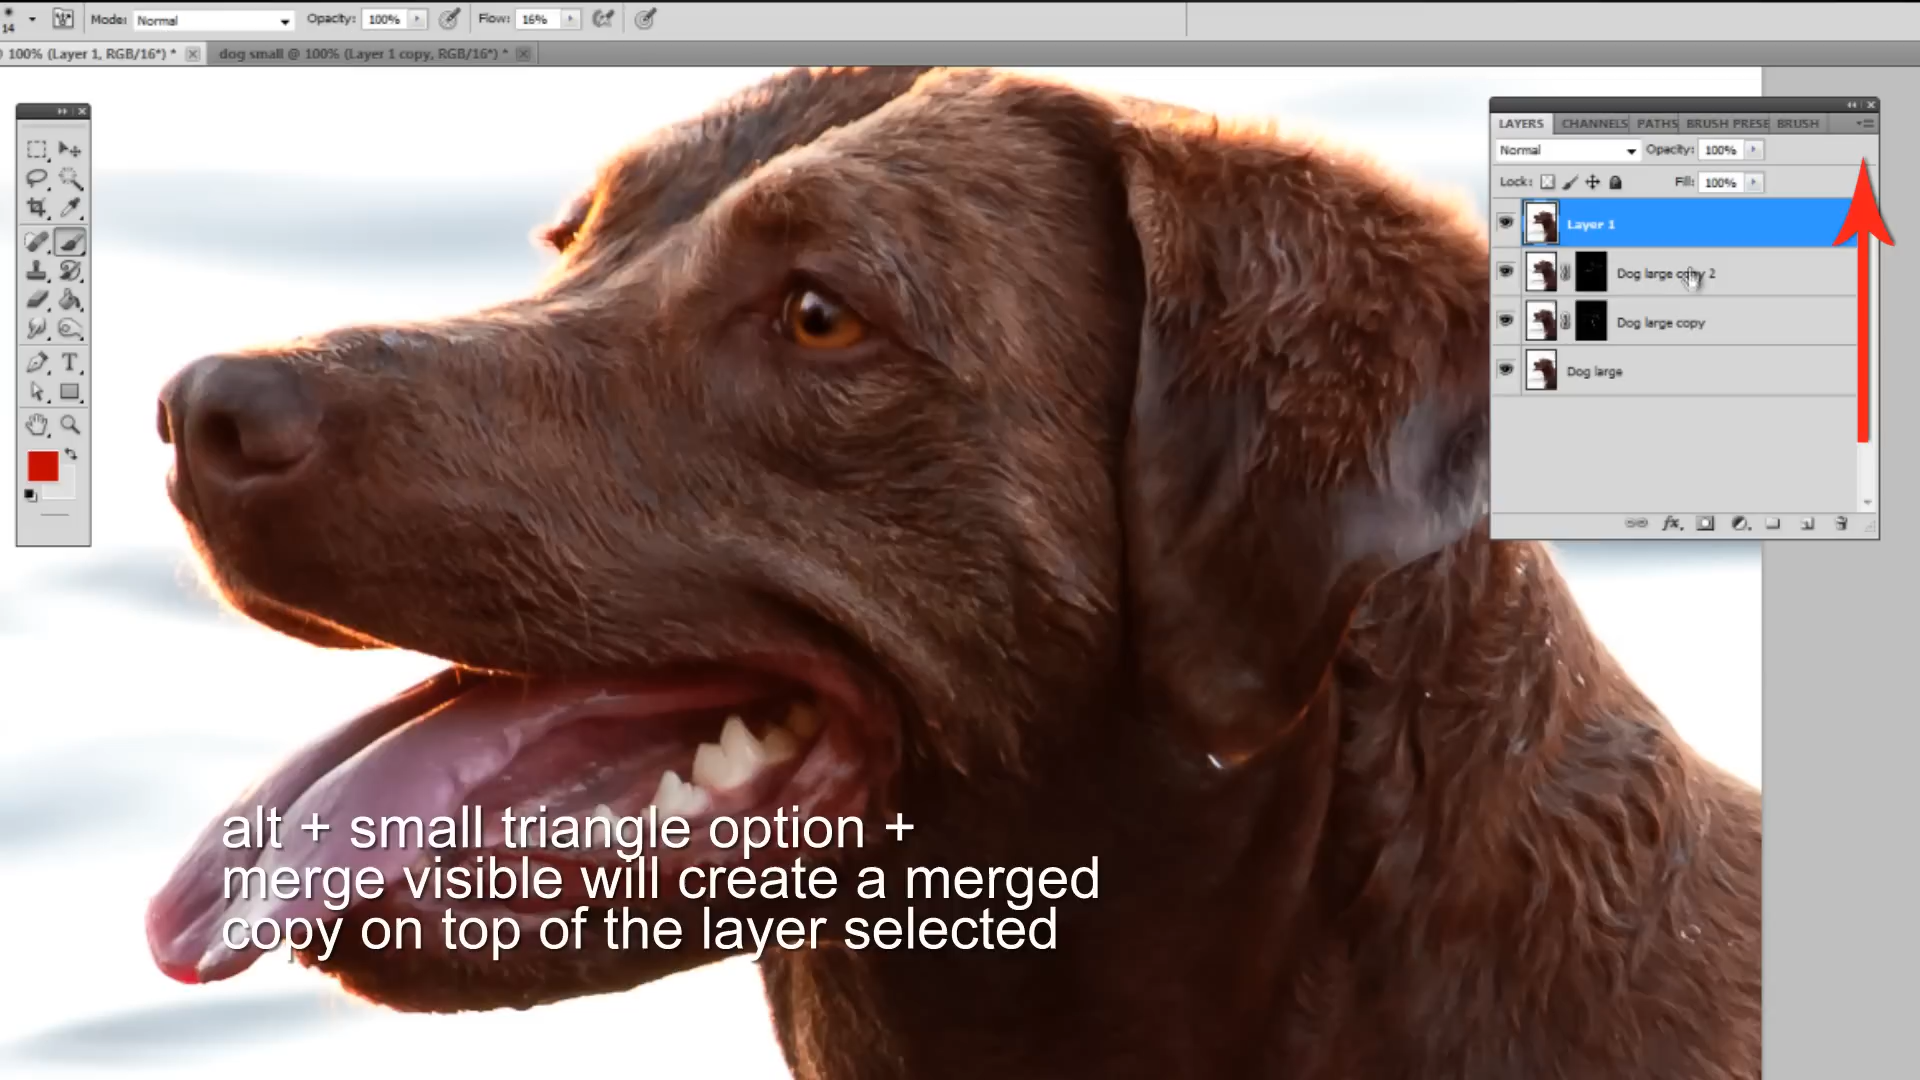 14 Mode: Normal Opacity: 100% Flow: 16%
@ 100% (Layer 1, RGB/16*) * dog small @ 100% (Layer 1 copy, RGB/16*) *
LAYERS CHANNELS PATHS BRUSH PRESE BRUSH
Normal Opacity: 100%
Lock: Fill: 100%
Layer 1
Dog large copy 2
Dog large copy
Dog large
T
fx
alt + small triangle option +
merge visible will create a merged
copy on top of the layer selected